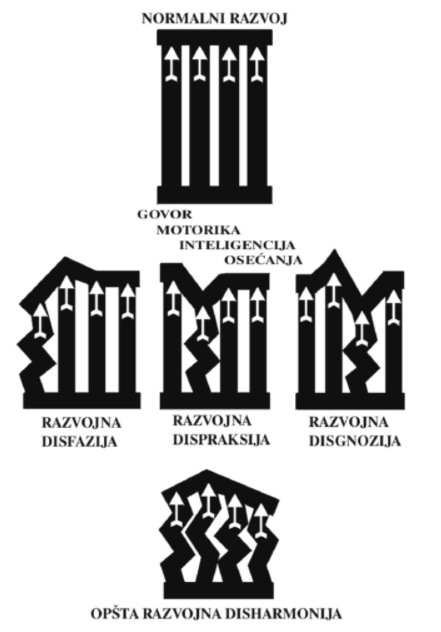 NORMALNI RAZVOJ
GOVOR
MOTORIKA
INTELIGENCIJA
OSEĆANJA
RAZVOJNA
DISFAZIJA
RAZVOJNA
DISPRAKSIJA
RAZVOJNA
DISGNOZIJA
OPŠTA RAZVOJNA DISHARMONIJA